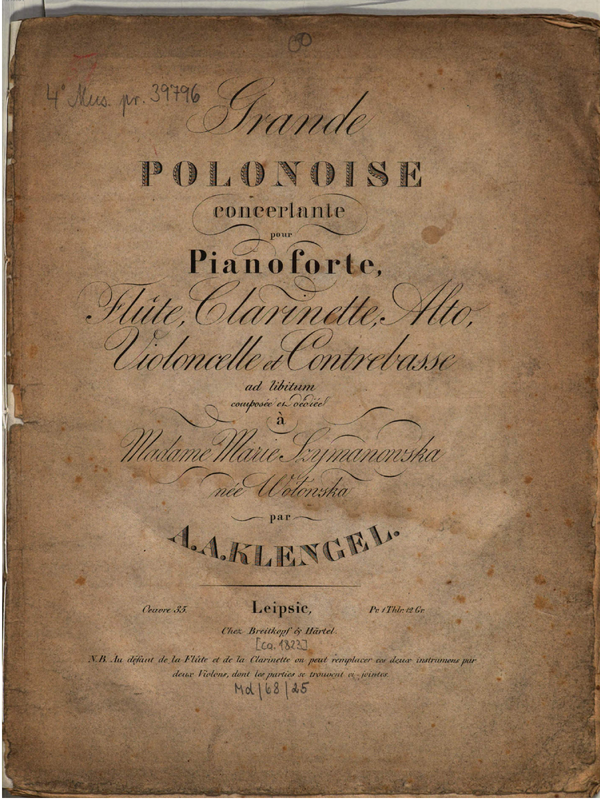 4° Mus. pr. 39796
Grande
POLONOISE
concertante
pour
Pianoforte,
Flûte, Clarinette, Alto,
Violoncelle et Contrebasse
ad libitum
composée et dediée
à
Madame Marie Szymanowska
née Wolonska
par
A.A.KLENGEL.
Oeuvre 35. Leipsic, Pr. 1 Thlr. 12 Gr
Chez Breitkopf & Härtel.
[ca. 1823]
N.B. Au défaut de la Flûte et de la Clarinette on peut remplacer ces deux instrumens par
deux Violons, dont les parties se trouvent ci-jointes.
Md/68/25